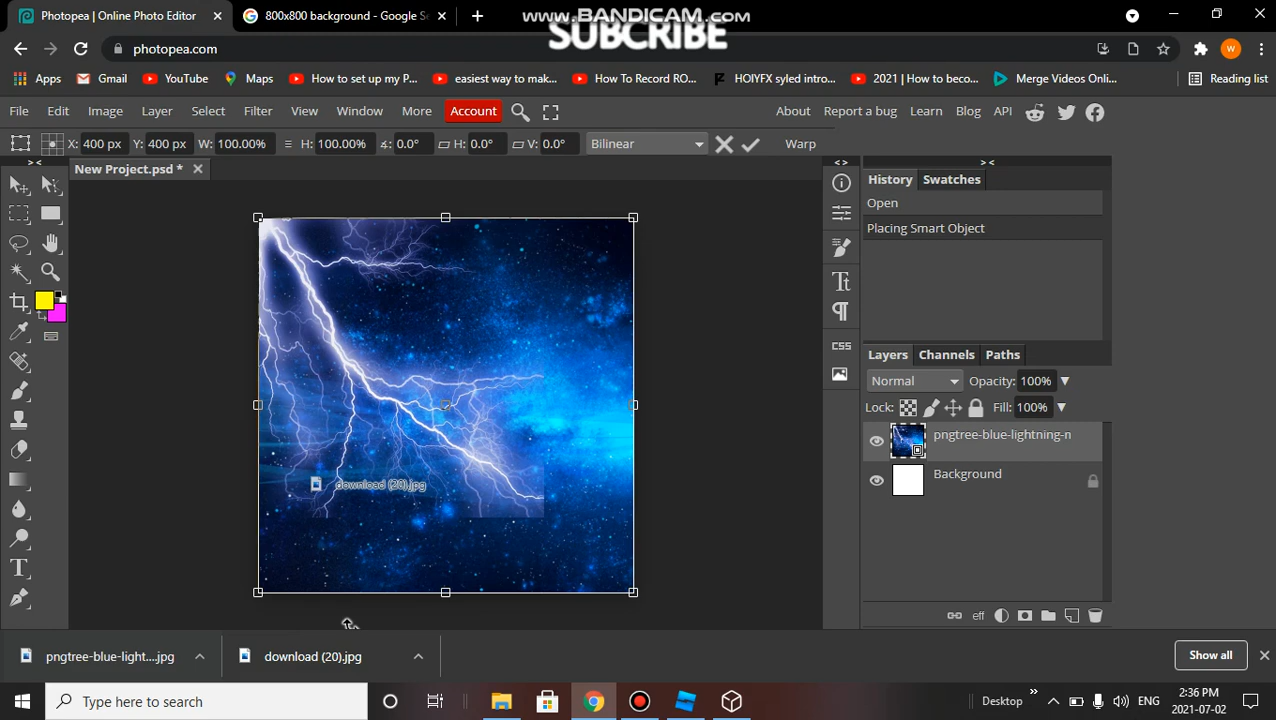 Photopea | Online Photo Editor
800x800 background - Google Se
www.BANDICAM.com
SUBCRIBE
photopea.com
W
Apps
Gmail
YouTube
Maps
How to set up my P...
easiest way to mak...
How To Record RO...
HOIYFX syled intro...
2021 | How to beco...
Merge Videos Onli...
Reading list
File Edit Image Layer Select Filter View Window More Account About Report a bug Learn Blog API
X: 400 px Y: 400 px W: 100.00% H: 100.00% 0.0° H: 0.0° V: 0.0° Bilinear Warp
New Project.psd *
History Swatches
Open
Placing Smart Object
CSS
Layers Channels Paths
Normal Opacity: 100%
Lock: Fill: 100%
pngtree-blue-lightning-n
Background
download (20).jpg
eff
pngtree-blue-light....jpg
download (20).jpg
Show all
Type here to search
Desktop
ENG
2:36 PM
2021-07-02